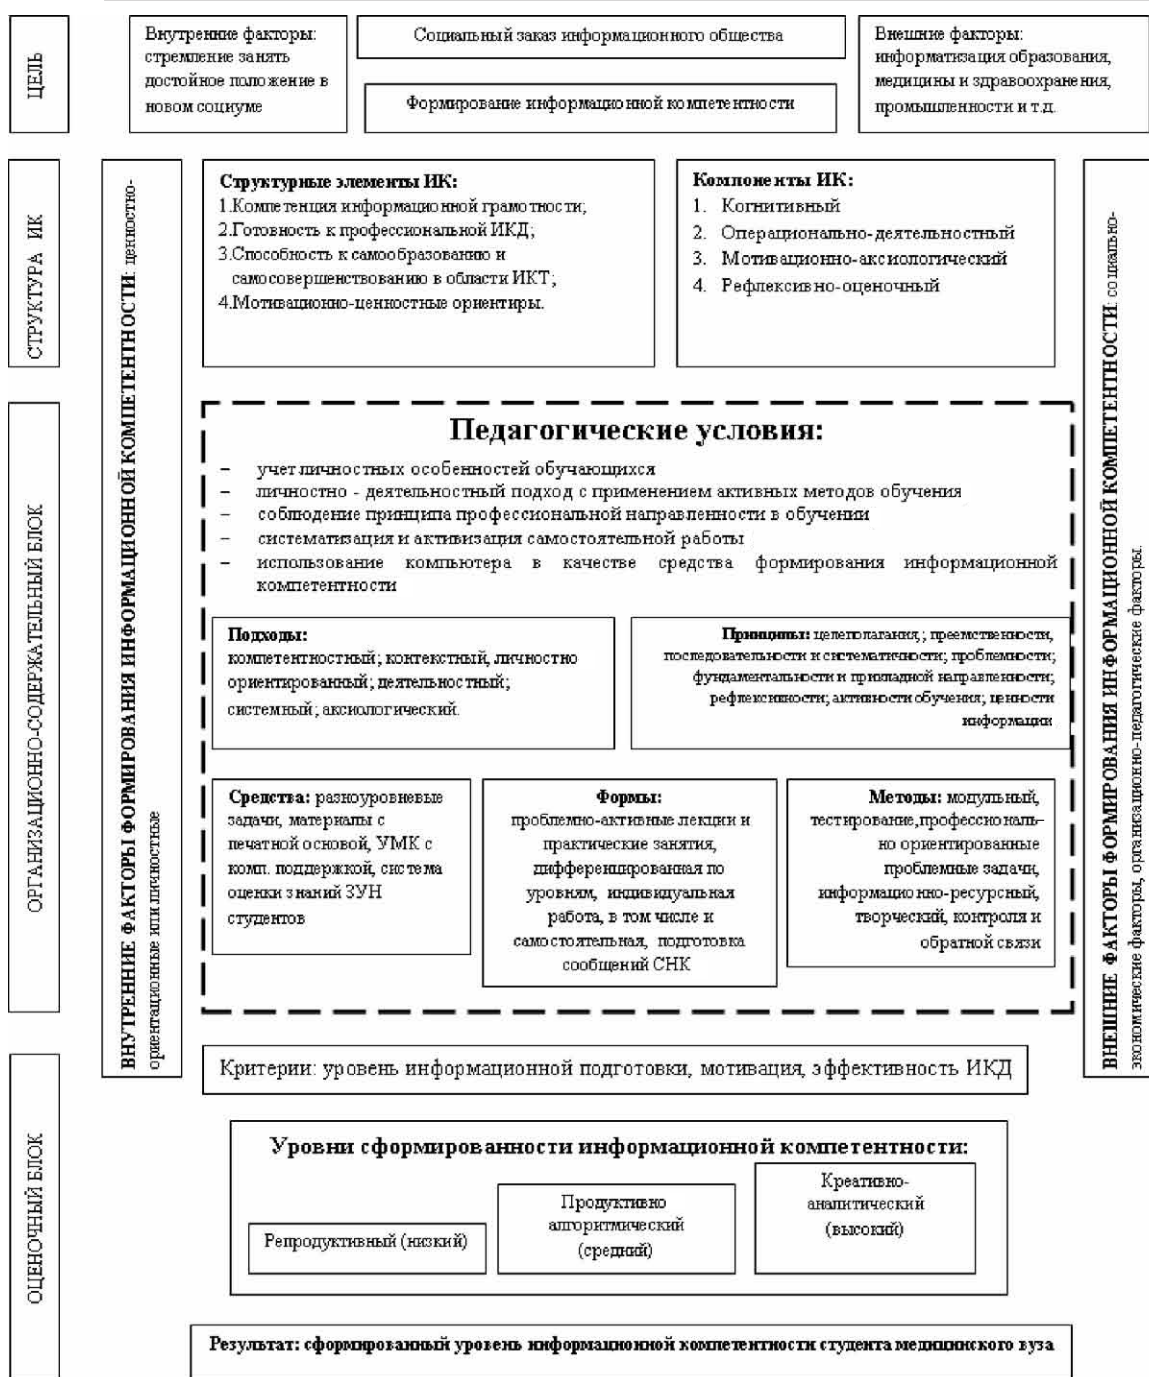 ЦЕЛЬ
Внутренние факторы:
стремление занять
достойное положение в
новом социуме
Социальный заказ информационного общества
Формирование информационной компетентности
Внешние факторы:
информатизация образования,
медицины и здравоохранения,
промышленности и т.д.
СТРУКТУРА ИК
ВНУТРЕННИЕ ФАКТОРЫ ФОРМИРОВАНИЯ ИНФОРМАЦИОННОЙ КОМПЕТЕНТНОСТИ: ценностно-
ориентационные или личностные
Структурные элементы ИК:
1.Компетенция информационной грамотности;
2.Готовность к профессиональной ИКД;
3.Способность к самообразованию и
самосовершенствованию в области ИКТ;
4.Мотивационно-ценностные ориентиры.
Компоненты ИК:
1. Когнитивный
2. Операционально-деятельностный
3. Мотивационно-аксиологический
4. Рефлексивно-оценочный
ВНЕШНИЕ ФАКТОРЫ ФОРМИРОВАНИЯ ИНФОРМАЦИОННОЙ КОМПЕТЕНТНОСТИ: социально-
экономические факторы, организационно-педагогические факторы.
ОРГАНИЗАЦИОННО-СОДЕРЖАТЕЛЬНЫЙ БЛОК
Педагогические условия:
– учет личностных особенностей обучающихся
– личностно - деятельностный подход с применением активных методов обучения
– соблюдение принципа профессиональной направленности в обучении
– систематизация и активизация самостоятельной работы
– использование компьютера в качестве средства формирования информационной
компетентности
Подходы:
компетентностный; контекстный, личностно
ориентированный; деятельностный;
системный; аксиологический.
Принципы: целеполагания,; преемственности,
последовательности и систематичности; проблемности;
фундаментальности и прикладной направленности;
рефлексивности; активности обучения; ценности
информации
Средства: разноуровневые
задачи, материалы с
печатной основой, УМК с
комп. поддержкой, система
оценки знаний ЗУН
студентов
Формы:
проблемно-активные лекции и
практические занятия,
дифференцированная по
уровням, индивидуальная
работа, в том числе и
самостоятельная, подготовка
сообщений СНК
Методы: модульный,
тестирование,профессиональ-
но ориентированные
проблемные задачи,
информационно-ресурсный,
творческий, контроля и
обратной связи
ОЦЕНОЧНЫЙ БЛОК
Критерии: уровень информационной подготовки, мотивация, эффективность ИКД
Уровни сформированности информационной компетентности:
Репродуктивный (низкий)
Продуктивно
алгоритмический
(средний)
Креативно-
аналитический
(высокий)
Результат: сформированный уровень информационной компетентности студента медицинского вуза